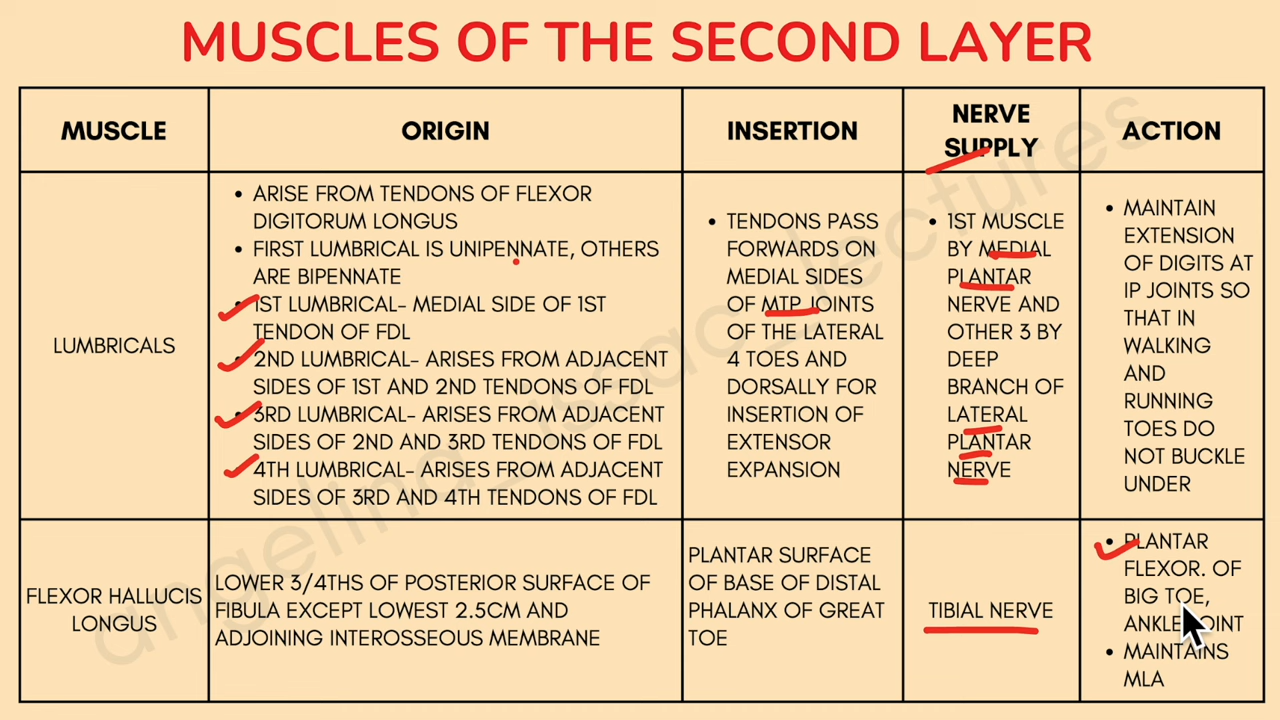 MUSCLES OF THE SECOND LAYER
MUSCLE
ORIGIN
INSERTION
NERVE
SUPPLY
ACTION
LUMBRICALS
• ARISE FROM TENDONS OF FLEXOR
DIGITORUM LONGUS
• FIRST LUMBRICAL IS UNIPENNATE, OTHERS
ARE BIPENNATE
• 1ST LUMBRICAL- MEDIAL SIDE OF 1ST
TENDON OF FDL
• 2ND LUMBRICAL- ARISES FROM ADJACENT
SIDES OF 1ST AND 2ND TENDONS OF FDL
• 3RD LUMBRICAL- ARISES FROM ADJACENT
SIDES OF 2ND AND 3RD TENDONS OF FDL
• 4TH LUMBRICAL- ARISES FROM ADJACENT
SIDES OF 3RD AND 4TH TENDONS OF FDL
• TENDONS PASS
FORWARDS ON
MEDIAL SIDES
OF MTP JOINTS
OF THE LATERAL
4 TOES AND
DORSALLY FOR
INSERTION OF
EXTENSOR
EXPANSION
• 1ST MUSCLE
BY MEDIAL
PLANTAR
NERVE AND
OTHER 3 BY
DEEP
BRANCH OF
LATERAL
PLANTAR
NERVE
• MAINTAIN
EXTENSION
OF DIGITS AT
IP JOINTS SO
THAT IN
WALKING
AND
RUNNING
TOES DO
NOT BUCKLE
UNDER
FLEXOR HALLUCIS
LONGUS
LOWER 3/4THS OF POSTERIOR SURFACE OF
FIBULA EXCEPT LOWEST 2.5CM AND
ADJOINING INTEROSSEOUS MEMBRANE
PLANTAR SURFACE
OF BASE OF DISTAL
PHALANX OF GREAT
TOE
TIBIAL NERVE
• PLANTAR
FLEXOR. OF
BIG TOE,
ANKLE JOINT
• MAINTAINS
MLA
angelina_issac_lectures